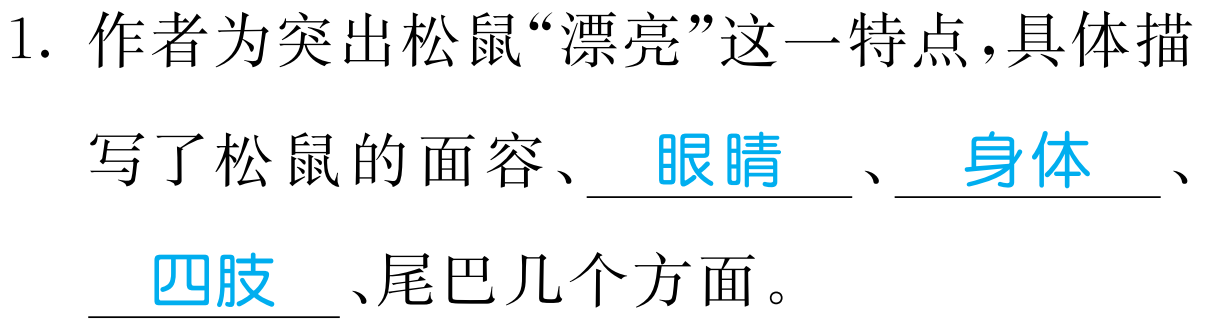 1. 作者为突出松鼠“漂亮”这一特点,具体描
写了松鼠的面容、眼睛、身体、
四肢、尾巴几个方面。